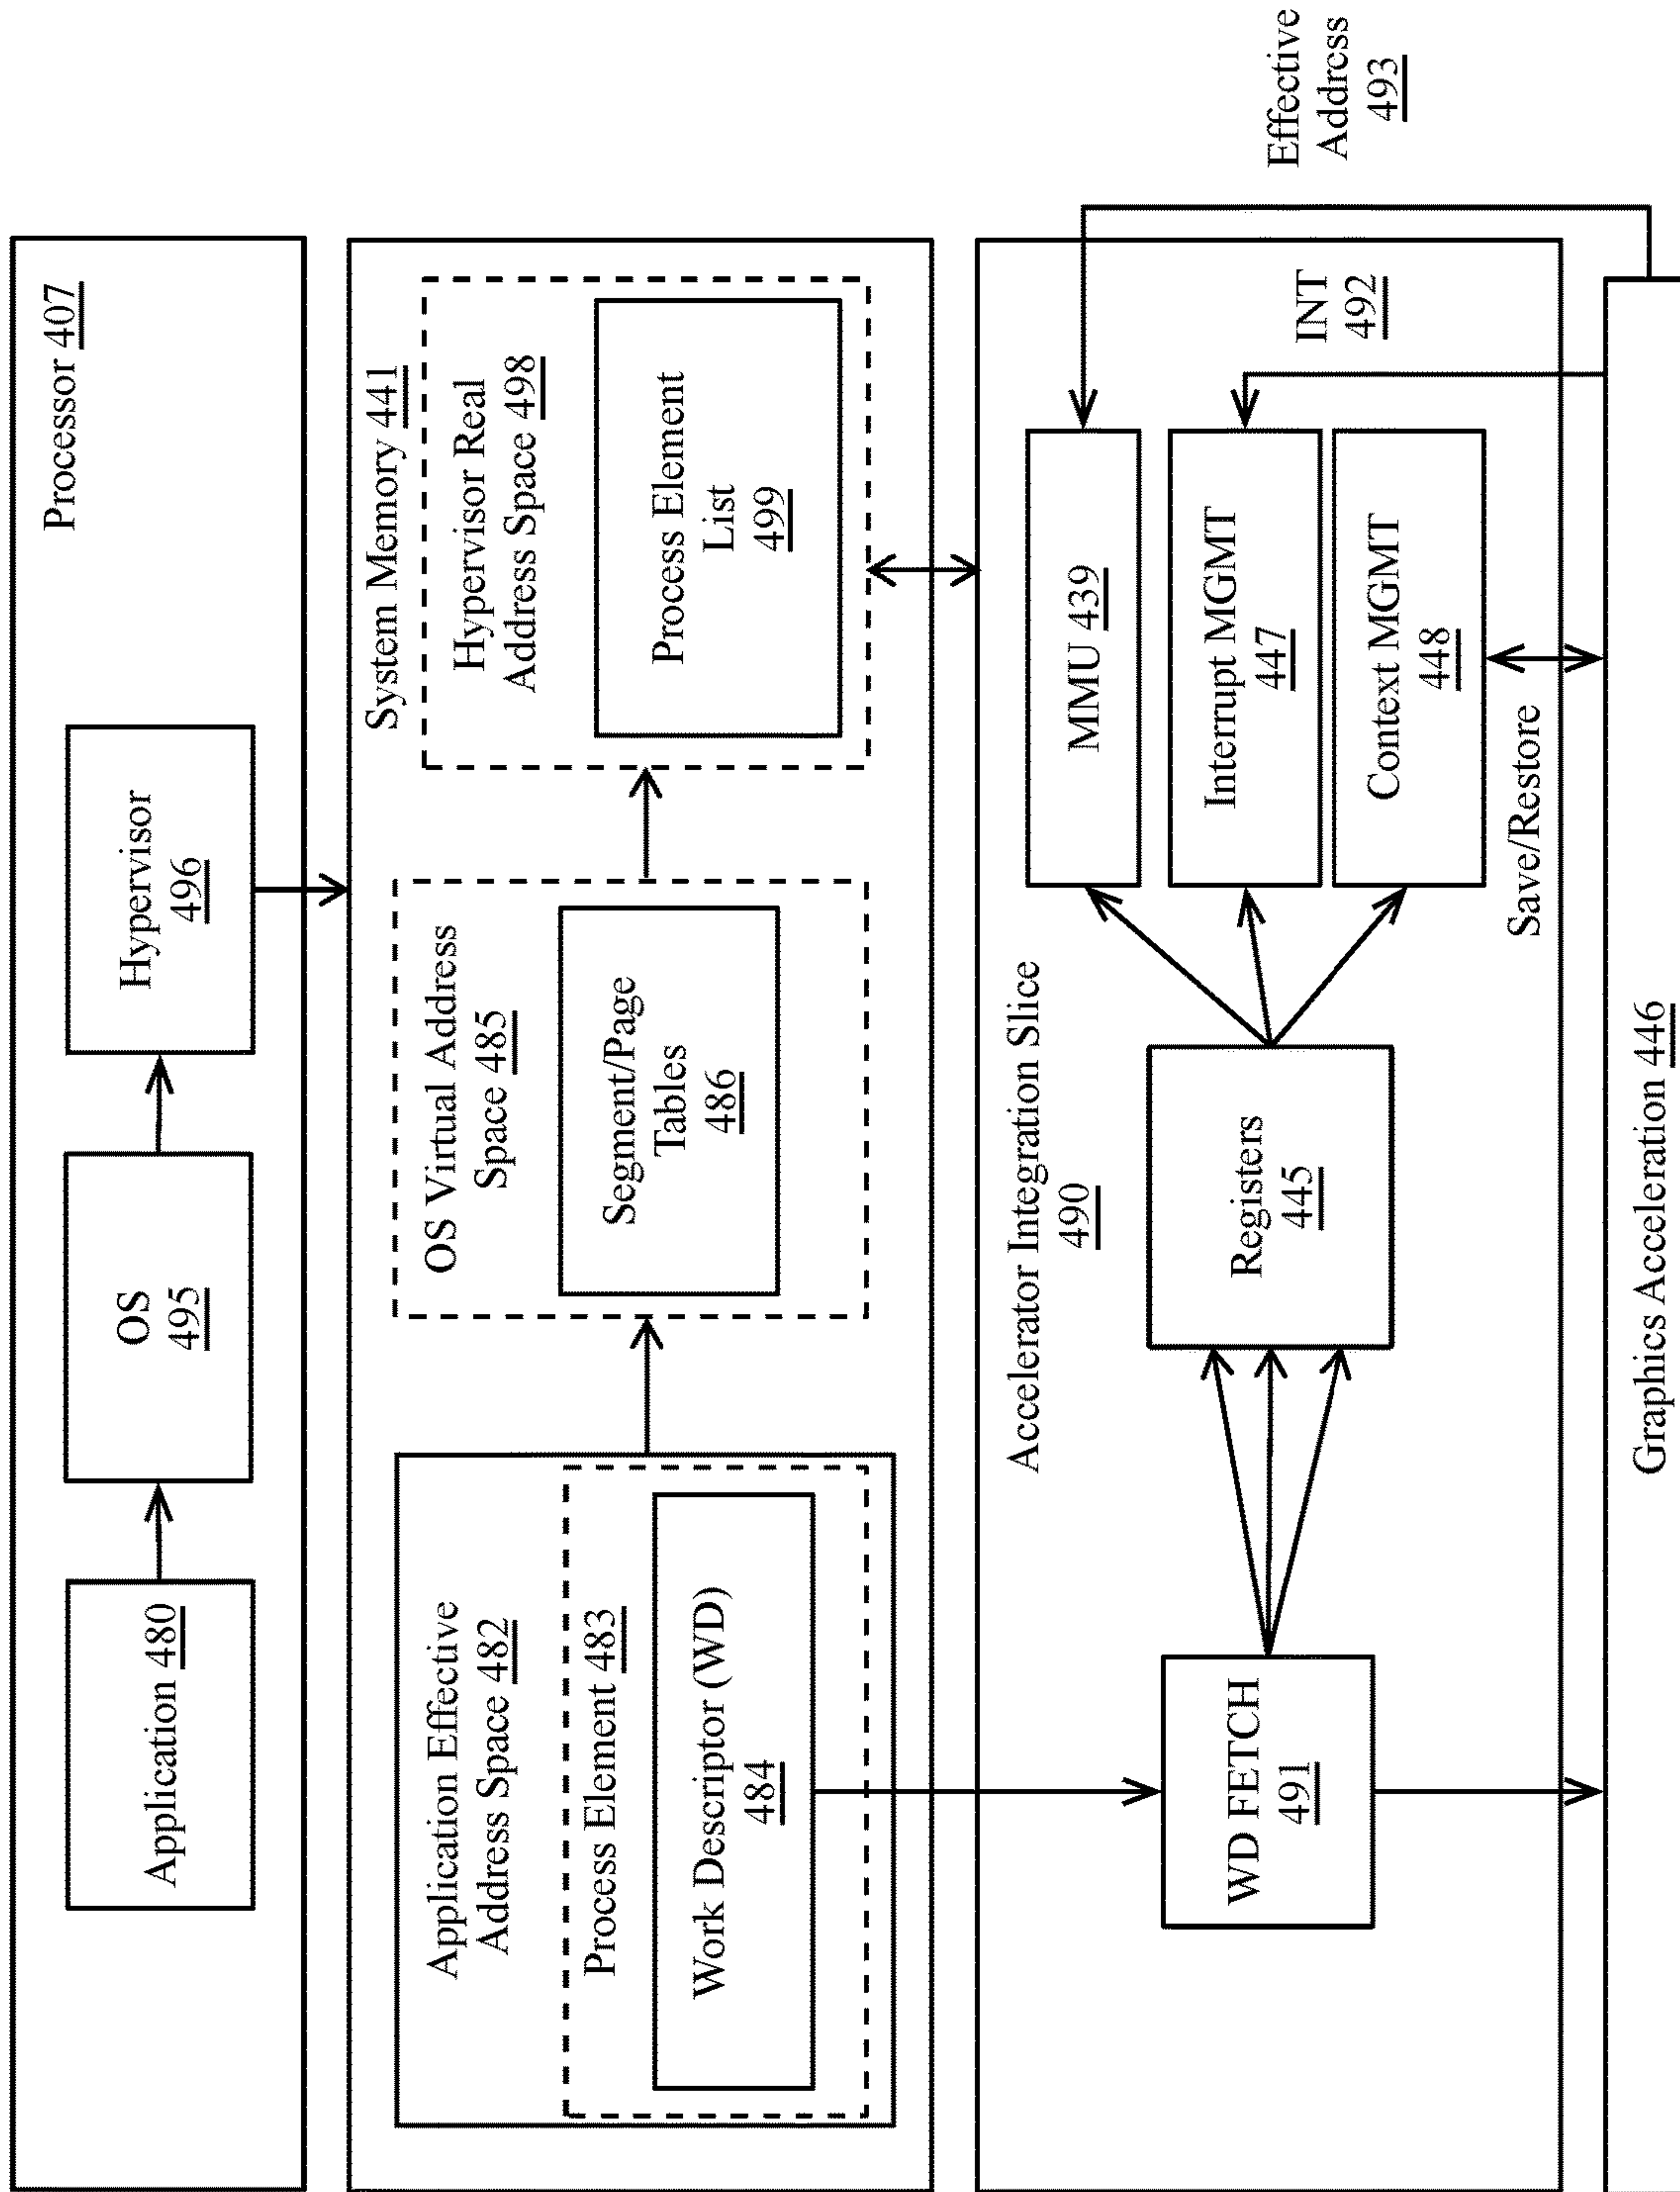 Processor 407
Application 480
OS
495
Hypervisor
496
System Memory 441
Application Effective
Address Space 482
Process Element 483
Work Descriptor (WD)
484
OS Virtual Address
Space 485
Segment/Page
Tables
486
Hypervisor Real
Address Space 498
Process Element
List
499
Accelerator Integration Slice
490
WD FETCH
491
Registers
445
MMU 439
Interrupt MGMT
447
Context MGMT
448
INT
492
Effective
Address
493
Save/Restore
Graphics Acceleration 446